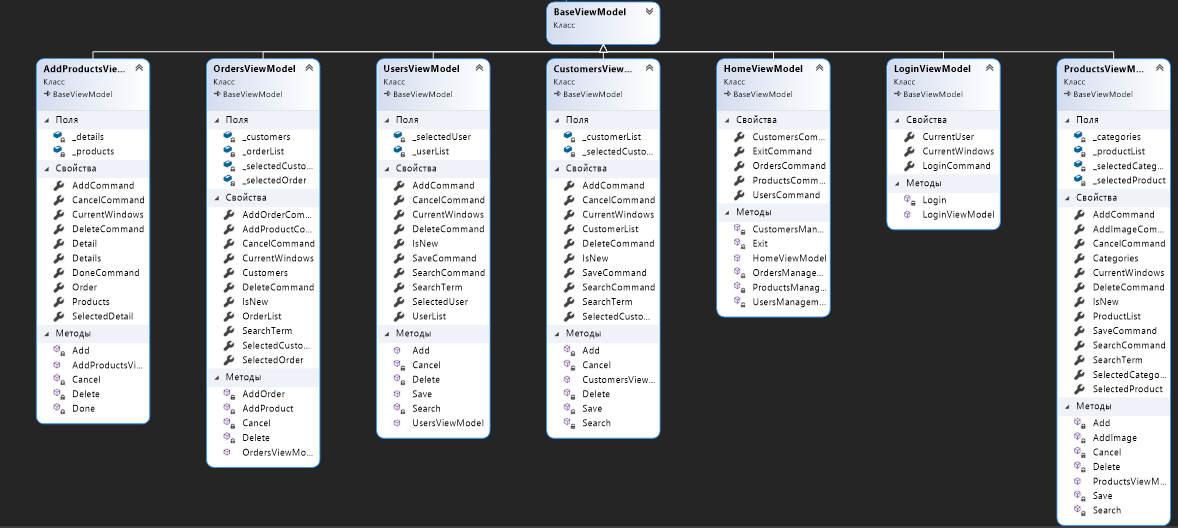 BaseViewModel
Класс
AddProductsVie...
Класс
BaseViewModel
Поля
_details
_products
Свойства
AddCommand
CancelCommand
CurrentWindows
DeleteCommand
Detail
Details
DoneCommand
Order
Products
SelectedDetail
Методы
Add
AddProductsVi...
Cancel
Delete
Done
OrdersViewModel
Класс
BaseViewModel
Поля
_customers
_orderList
_selectedCusto...
_selectedOrder
Свойства
AddOrderCom...
AddProductCo...
CancelCommand
CurrentWindows
Customers
DeleteCommand
IsNew
OrderList
SearchTerm
SelectedCusto...
SelectedOrder
Методы
AddOrder
AddProduct
Cancel
Delete
OrdersViewMo...
UsersViewModel
Класс
BaseViewModel
Поля
_selectedUser
_userList
Свойства
AddCommand
CancelCommand
CurrentWindows
DeleteCommand
IsNew
SaveCommand
SearchCommand
SearchTerm
SelectedUser
UserList
Методы
Add
Cancel
Delete
Save
Search
UsersViewModel
CustomersView...
Класс
BaseViewModel
Поля
_customerList
_selectedCusto...
Свойства
AddCommand
CancelCommand
CurrentWindows
CustomerList
DeleteCommand
IsNew
SaveCommand
SearchCommand
SearchTerm
SelectedCusto...
Методы
Add
Cancel
CustomersView...
Delete
Save
Search
HomeViewModel
Класс
BaseViewModel
Свойства
CustomersCom...
ExitCommand
OrdersCommand
ProductsComm...
UsersCommand
Методы
CustomersMan...
Exit
HomeViewModel
OrdersManage...
ProductsManag...
UsersManagem...
LoginViewModel
Класс
BaseViewModel
Свойства
CurrentUser
CurrentWindows
LoginCommand
Методы
Login
LoginViewModel
ProductsViewM...
Класс
BaseViewModel
Поля
_categories
_productList
_selectedCateg...
_selectedProduct
Свойства
AddCommand
AddImageCom...
CancelCommand
Categories
CurrentWindows
DeleteCommand
IsNew
ProductList
SaveCommand
SearchCommand
SearchTerm
SelectedCatego...
SelectedProduct
Методы
Add
AddImage
Cancel
Delete
ProductsViewM...
Save
Search